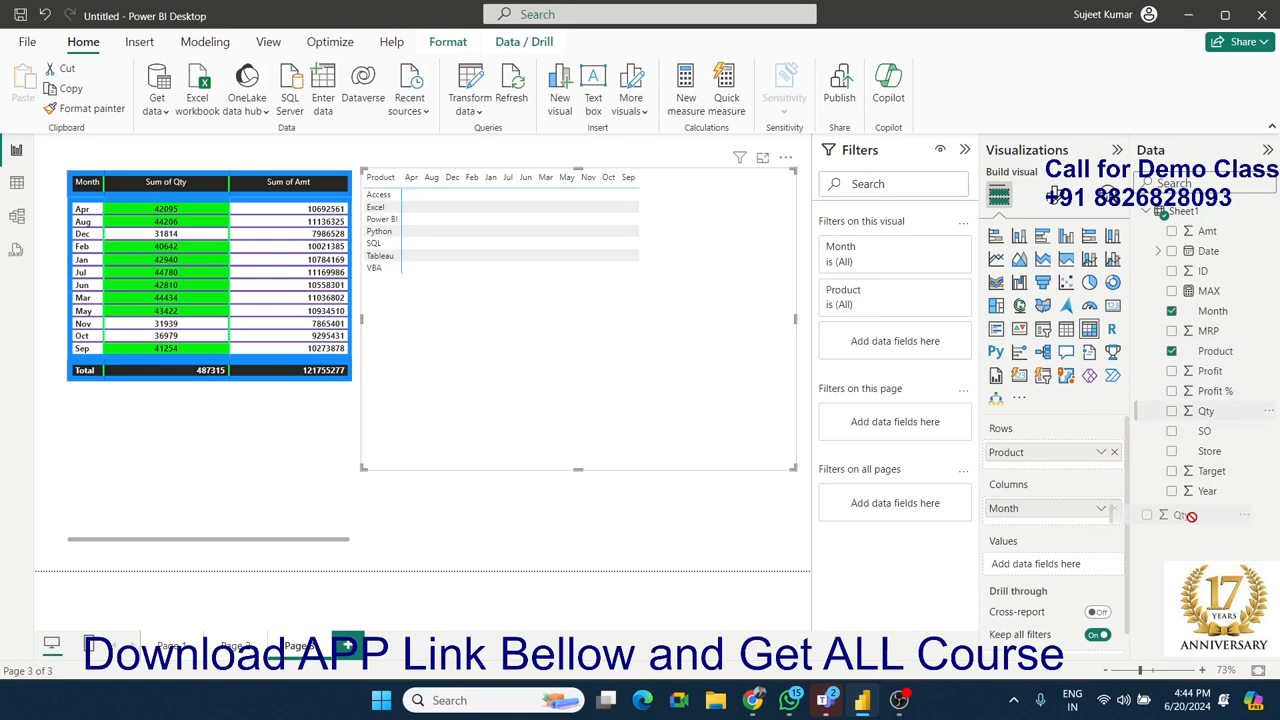 Untitled - Power BI Desktop
Search
Sujeet Kumar
File Home Insert Modeling View Optimize Help Format Data / Drill
Share
Paste
Cut
Copy
Format painter
Get data
Excel workbook
OneLake data hub
SQL Server
Enter data
Dataverse
Recent sources
Transform data
Refresh
New visual
Text box
More visuals
New measure
Quick measure
Sensitivity
Publish
Copilot
Clipboard Data Queries Insert Calculations Sensitivity Share Copilot
Month Sum of Qty Sum of Amt
Apr 42095 10692561
Aug 44206 11136325
Dec 31814 7986528
Feb 40642 10021385
Jan 42940 10784169
Jul 44780 11169986
Jun 42810 10558301
Mar 44434 11036802
May 43422 10934510
Nov 31939 7865401
Oct 36979 9295431
Sep 41254 10273878
Total 487315 121755277
Product Apr Aug Dec Feb Jan Jul Jun Mar May Nov Oct Sep
Access
Excel
Power BI
Python
SQL
Tableau
VBA
Filters
Search
Filters on this visual
Month
is (All)
Product
is (All)
Add data fields here
Filters on this page
Add data fields here
Filters on all pages
Add data fields here
Visualizations
Build visual
Rows
Product
Columns
Month
Values
Add data fields here
Drill through
Cross-report
Off
Keep all filters
On
Data
Search
Call for Demo Class
+91 8826828093
Sheet1
Amt
Date
ID
MAX
Month
MRP
Product
Profit
Profit %
Qty
SO
Store
Target
Year
Qty
17
YEARS
ANNIVERSARY
Page 1
Page 2
Page 3
Download APP Link Bellow and Get ALL Course
Page 3 of 3
73%
Search
15
2
ENG
IN
4:44 PM
6/20/2024